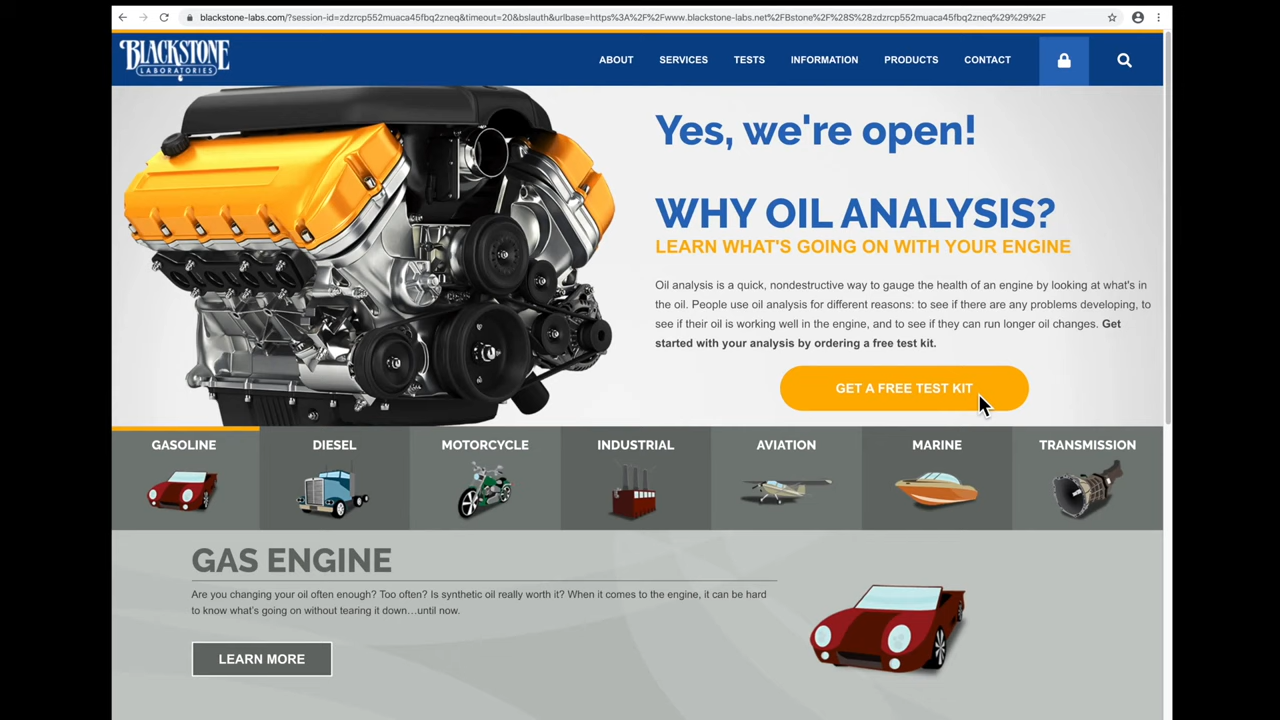 blackstone-labs.com/?session-id=zdzrcp552muaca45fbq2zneq&timeout=20&bslauth&urlbase=https%3A%2F%2Fwww.blackstone-labs.net%2FBstone%2F%28S%28zdzrcp552muaca45fbq2zneq%29%29%2F
BLACKSTONE
LABORATORIES
ABOUT SERVICES TESTS INFORMATION PRODUCTS CONTACT
Yes, we're open!
WHY OIL ANALYSIS?
LEARN WHAT'S GOING ON WITH YOUR ENGINE
Oil analysis is a quick, nondestructive way to gauge the health of an engine by looking at what's in
the oil. People use oil analysis for different reasons: to see if there are any problems developing, to
see if their oil is working well in the engine, and to see if they can run longer oil changes. Get
started with your analysis by ordering a free test kit.
GET A FREE TEST KIT
GASOLINE DIESEL MOTORCYCLE INDUSTRIAL AVIATION MARINE TRANSMISSION
GAS ENGINE
Are you changing your oil often enough? Too often? Is synthetic oil really worth it? When it comes to the engine, it can be hard
to know what's going on without tearing it down…until now.
LEARN MORE